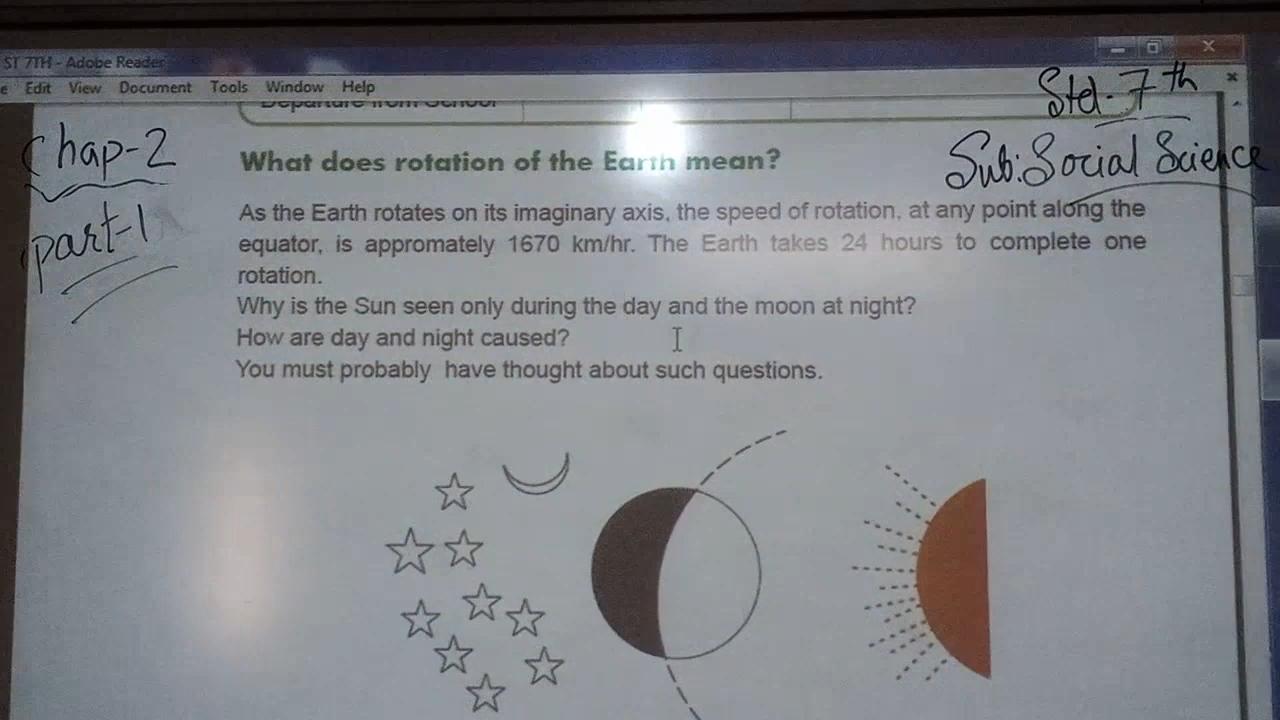 ST 7TH - Adobe Reader
Edit View Document Tools Window Help
Std. 7th
Departure from School
Chap-2
part-1
Sub: Social Science
What does rotation of the Earth mean?
As the Earth rotates on its imaginary axis, the speed of rotation, at any point along the
equator, is appromately 1670 km/hr. The Earth takes 24 hours to complete one
rotation.
Why is the Sun seen only during the day and the moon at night?
How are day and night caused?
You must probably have thought about such questions.